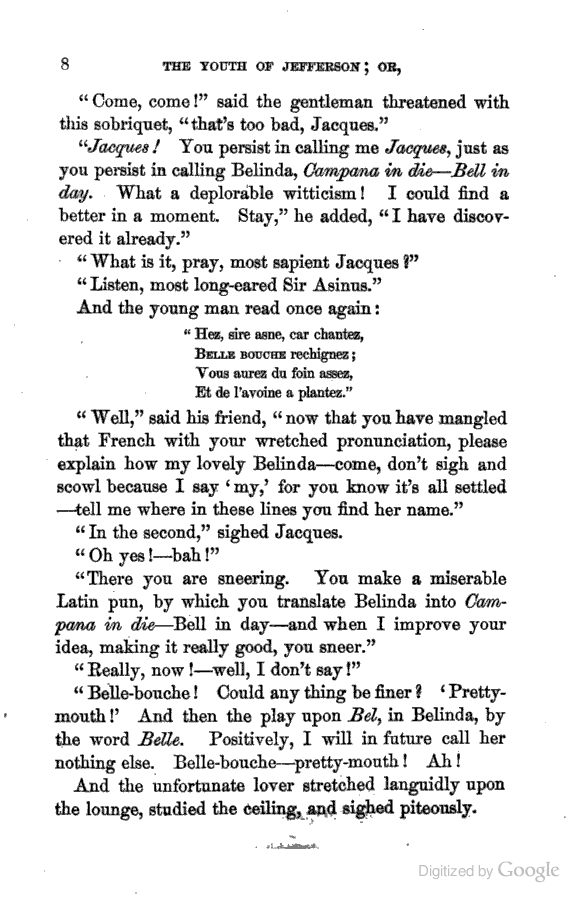 8 THE YOUTH OF JEFFERSON; OR,
"Come, come!" said the gentleman threatened with
this sobriquet, "that's too bad, Jacques."
"Jacques! You persist in calling me Jacques, just as
you persist in calling Belinda, Campana in die—Bell in
day. What a deplorable witticism! I could find a
better in a moment. Stay," he added, "I have discov-
ered it already."
"What is it, pray, most sapient Jacques?"
"Listen, most long-eared Sir Asinus."
And the young man read once again:
"Hez, sire asne, car chantez,
BELLE BOUCHE rechignez;
Vous aurez du foin assez,
Et de l'avoine a plantez."
"Well," said his friend, "now that you have mangled
that French with your wretched pronunciation, please
explain how my lovely Belinda—come, don't sigh and
scowl because I say 'my,' for you know it's all settled
—tell me where in these lines you find her name."
"In the second," sighed Jacques.
"Oh yes!—bah!"
"There you are sneering. You make a miserable
Latin pun, by which you translate Belinda into Cam-
pana in die—Bell in day—and when I improve your
idea, making it really good, you sneer."
"Really, now!—well, I don't say!"
"Belle-bouche! Could any thing be finer? 'Pretty-
mouth!' And then the play upon Bel, in Belinda, by
the word Belle. Positively, I will in future call her
nothing else. Belle-bouche—pretty-mouth! Ah!
And the unfortunate lover stretched languidly upon
the lounge, studied the ceiling, and sighed piteously.
Digitized by Google